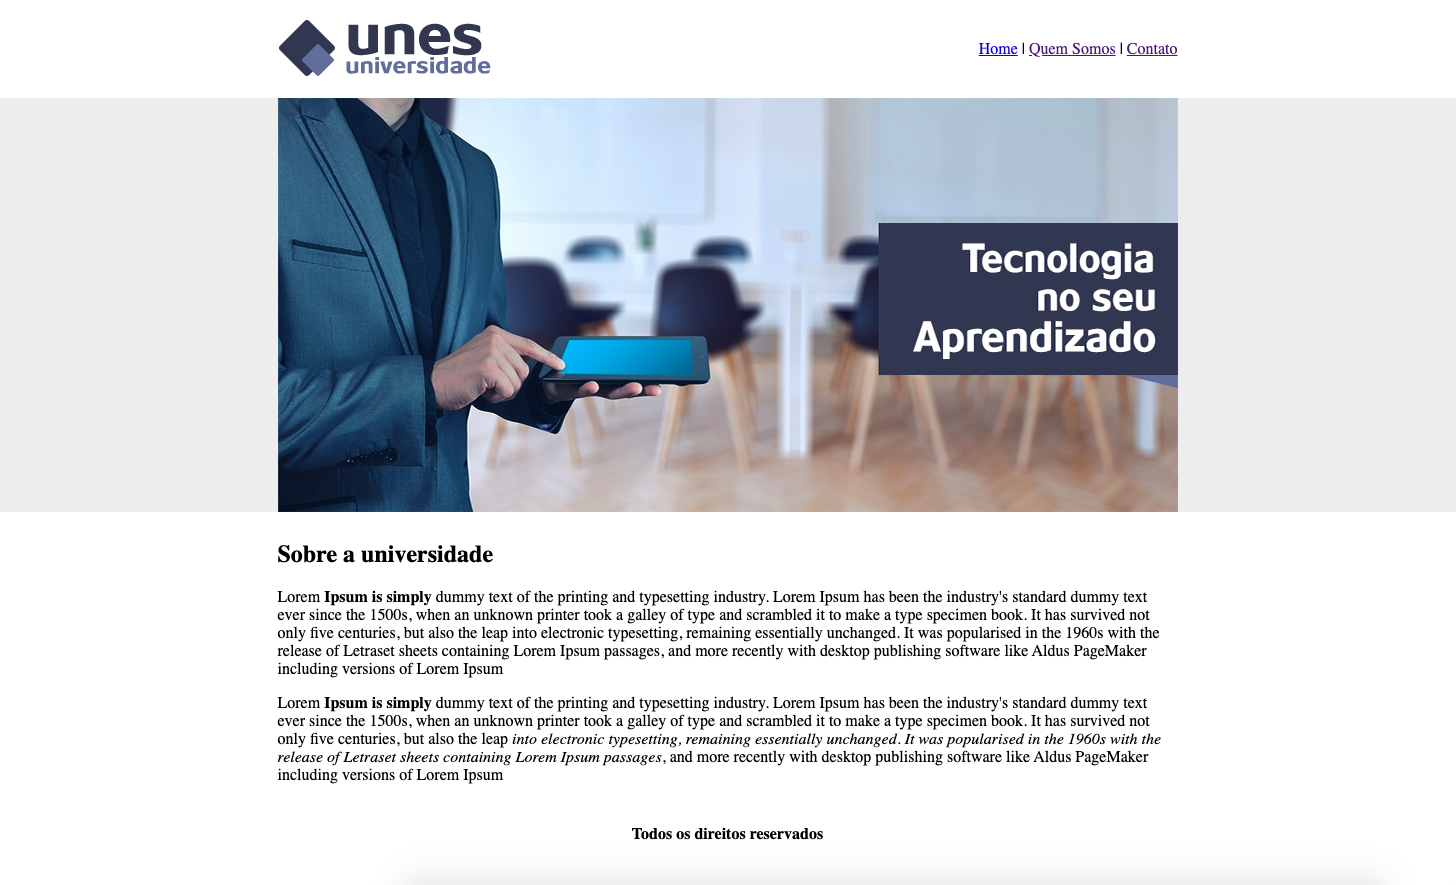 unes
universidade
Home | Quem Somos | Contato
Tecnologia
no seu
Aprendizado
Sobre a universidade
Lorem Ipsum is simply dummy text of the printing and typesetting industry. Lorem Ipsum has been the industry's standard dummy text
ever since the 1500s, when an unknown printer took a galley of type and scrambled it to make a type specimen book. It has survived not
only five centuries, but also the leap into electronic typesetting, remaining essentially unchanged. It was popularised in the 1960s with the
release of Letraset sheets containing Lorem Ipsum passages, and more recently with desktop publishing software like Aldus PageMaker
including versions of Lorem Ipsum
Lorem Ipsum is simply dummy text of the printing and typesetting industry. Lorem Ipsum has been the industry's standard dummy text
ever since the 1500s, when an unknown printer took a galley of type and scrambled it to make a type specimen book. It has survived not
only five centuries, but also the leap into electronic typesetting, remaining essentially unchanged. It was popularised in the 1960s with the
release of Letraset sheets containing Lorem Ipsum passages, and more recently with desktop publishing software like Aldus PageMaker
including versions of Lorem Ipsum
Todos os direitos reservados